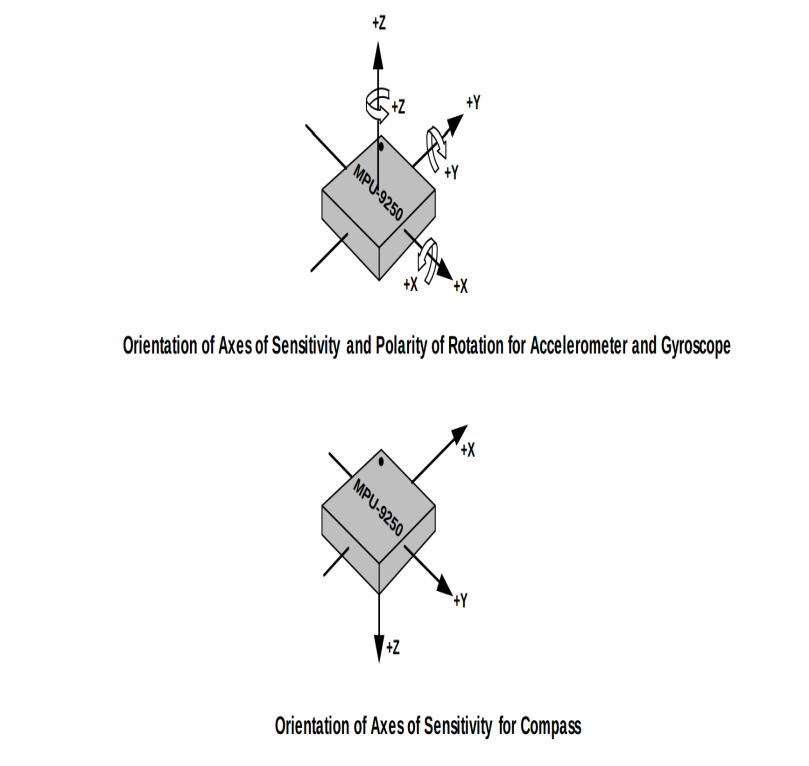 +Z
+Z
+Y
+Y
MPU-9250
+X
+X
Orientation of Axes of Sensitivity and Polarity of Rotation for Accelerometer and Gyroscope
+X
MPU-9250
+Y
+Z
Orientation of Axes of Sensitivity for Compass